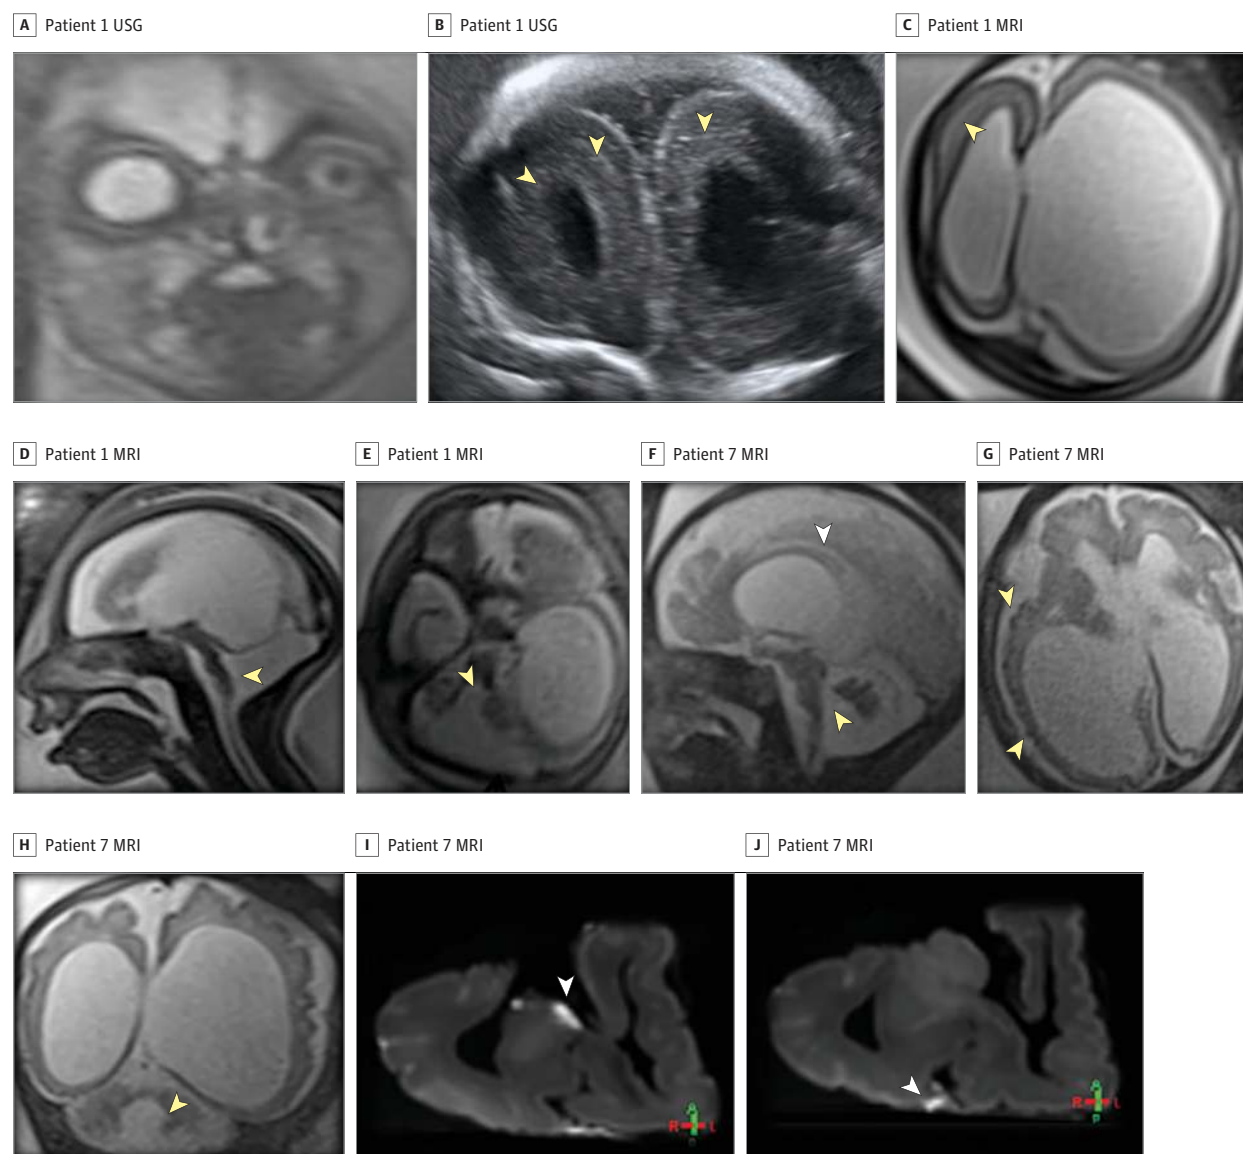 A Patient 1 USG
B Patient 1 USG
C Patient 1 MRI
D Patient 1 MRI
E Patient 1 MRI
F Patient 7 MRI
G Patient 7 MRI
H Patient 7 MRI
I Patient 7 MRI
J Patient 7 MRI
A
R L
A
R L
P